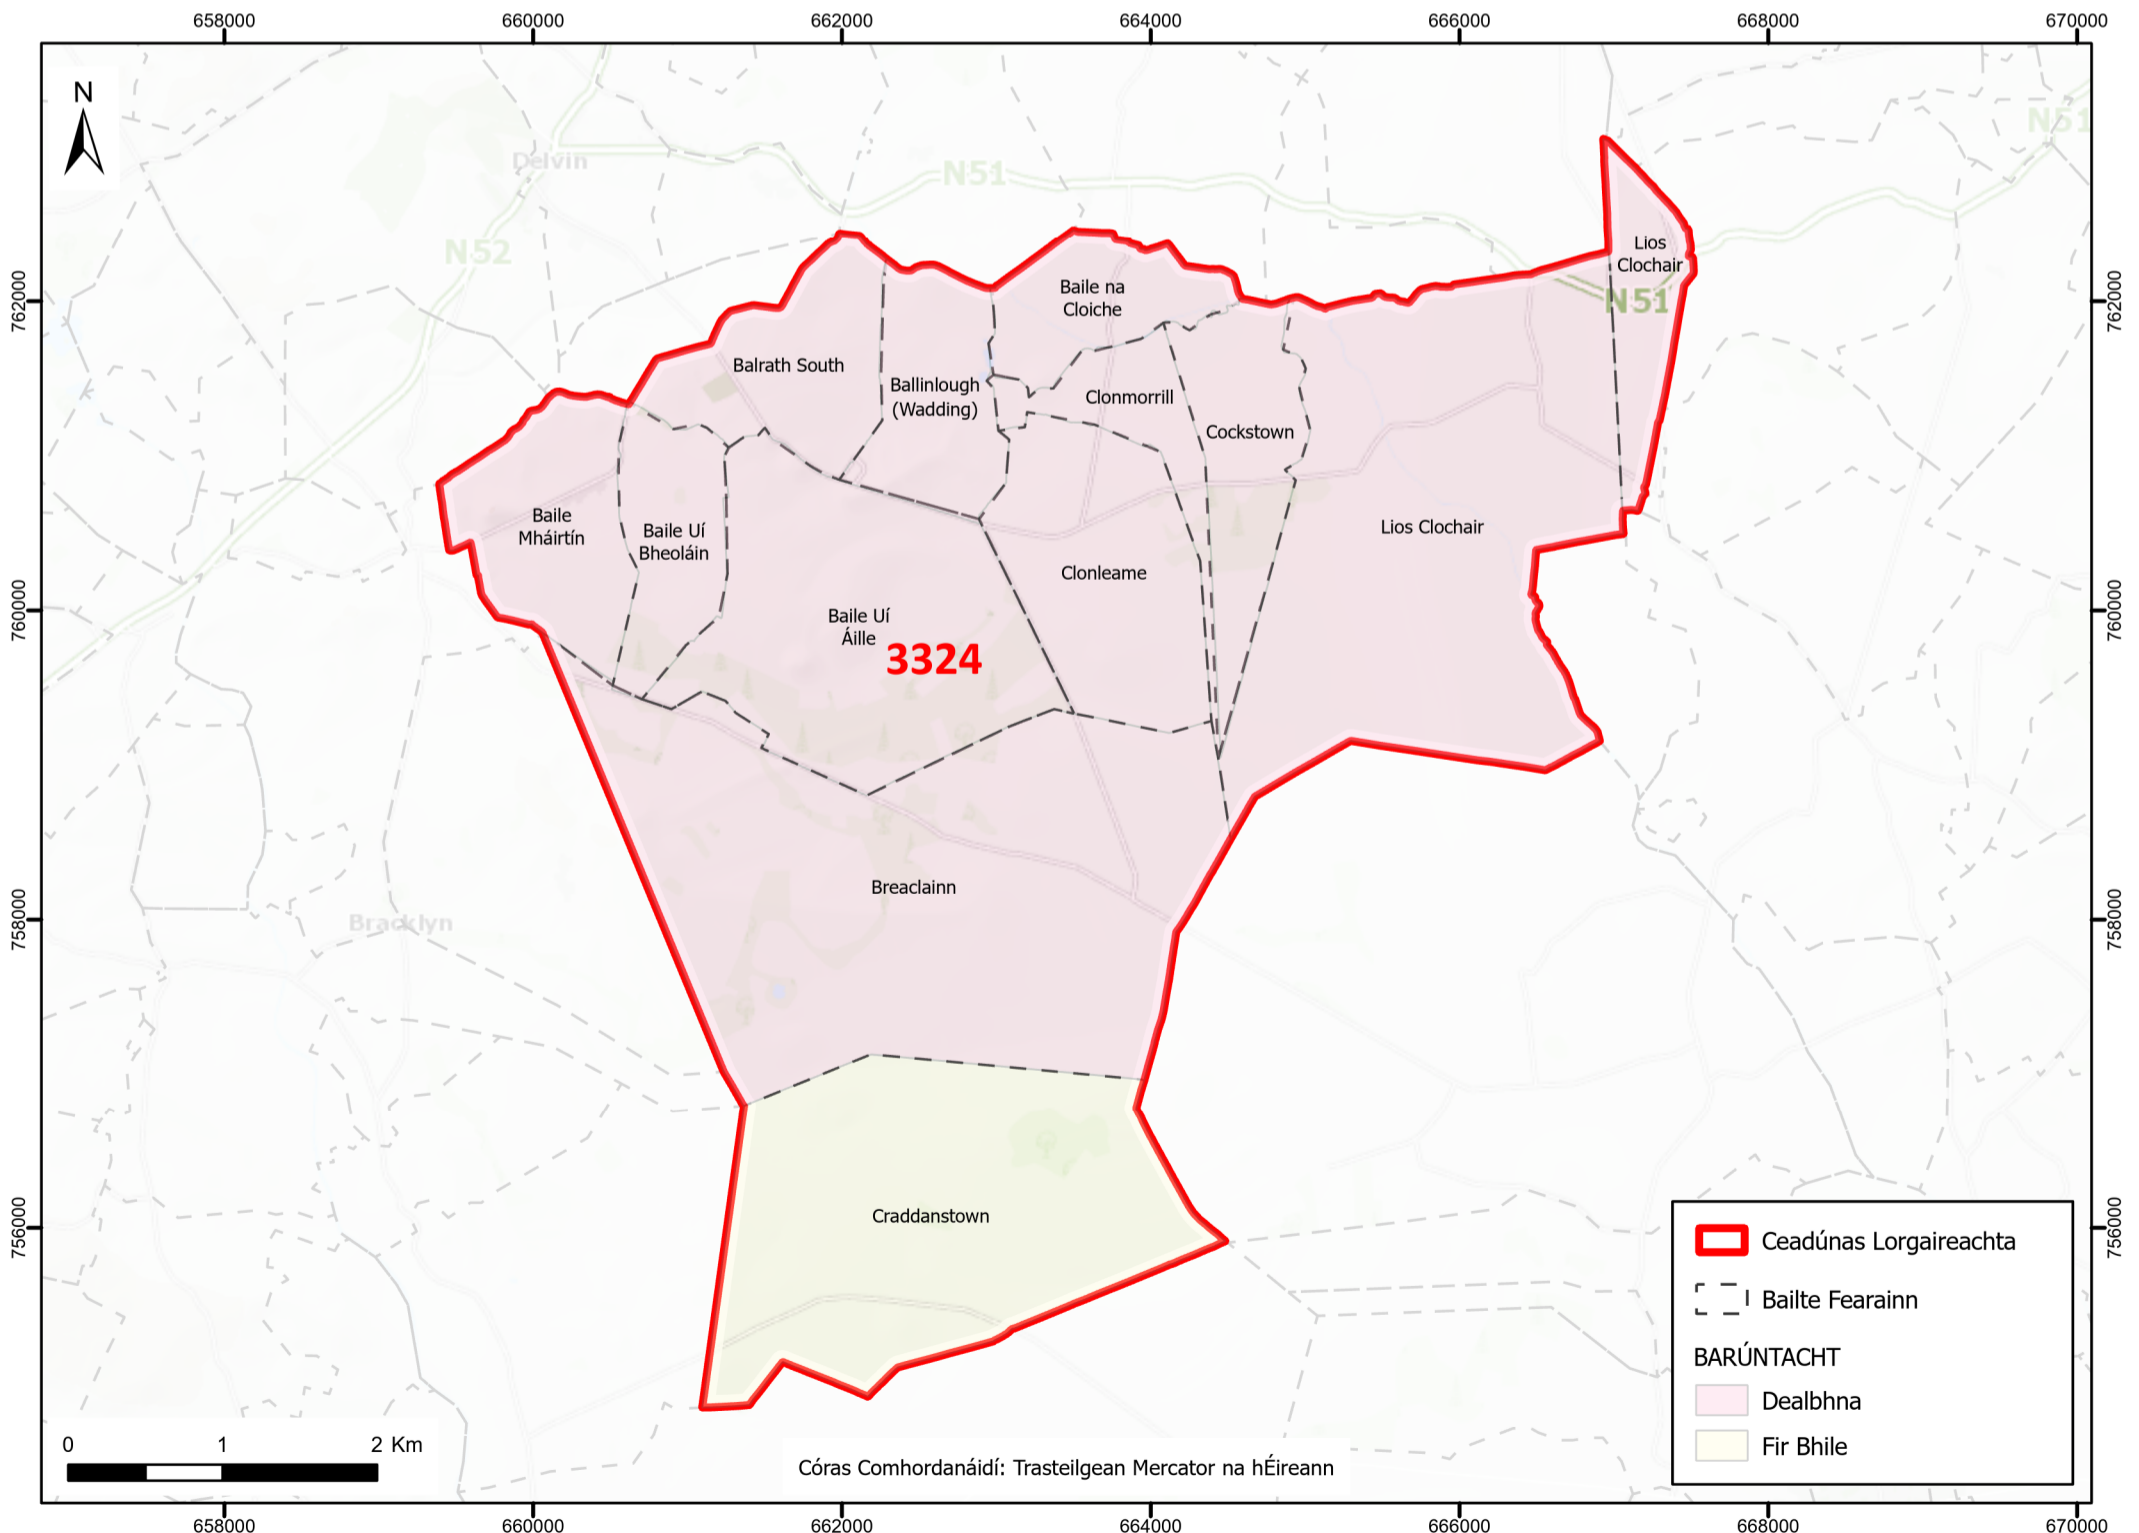 658000 660000 662000 664000 666000 668000 670000
N
Delvin
N51
N51
N52
N51
762000
762000
760000
760000
758000
758000
756000
756000
Lios
Clochair
Baile na
Cloiche
Balrath South
Ballinlough
(Wadding)
Clonmorrill
Cockstown
Baile
Mháirtín
Baile Uí
Bheoláin
Lios Clochair
Clonleame
Baile Uí
Áille
3324
Breaclainn
Bracklyn
Craddanstown
Ceadúnas Lorgaireachta
Bailte Fearainn
BARÚNTACHT
Dealbhna
Fir Bhile
0 1 2 Km
Córas Comhordanáidí: Trasteilgean Mercator na hÉireann
658000 660000 662000 664000 666000 668000 670000